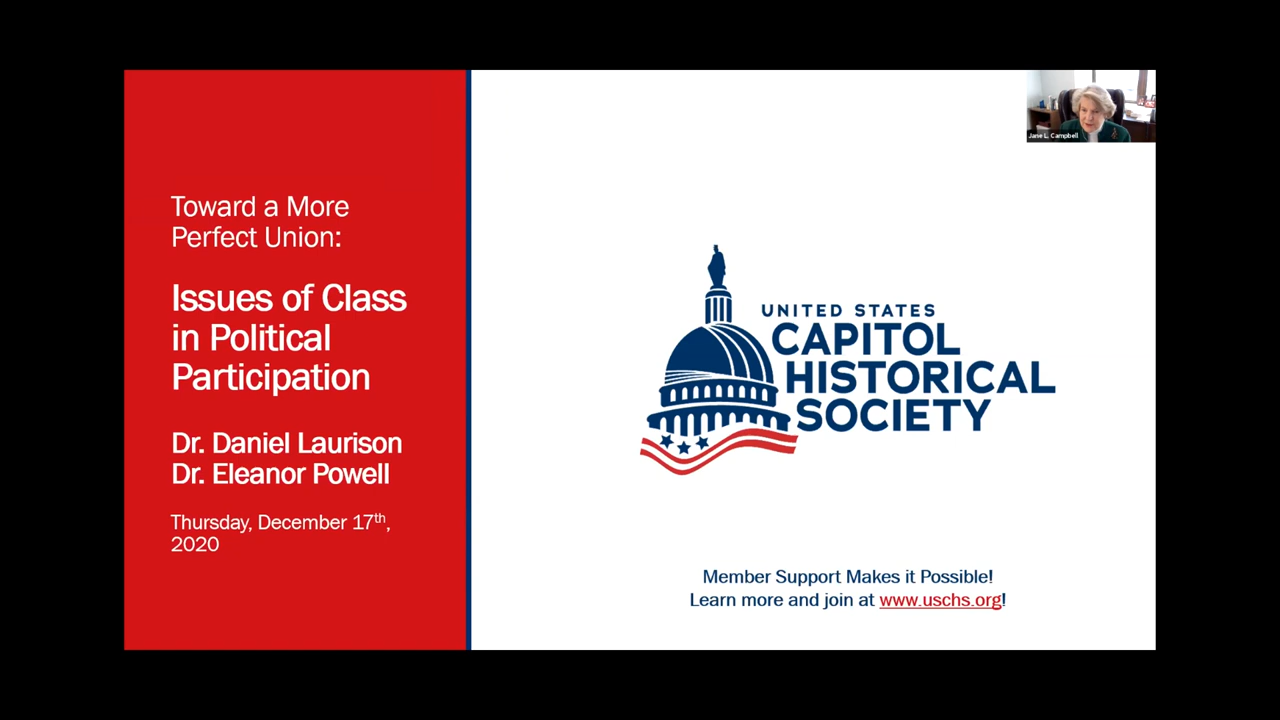 Toward a More
Perfect Union:
Issues of Class
in Political
Participation
Dr. Daniel Laurison
Dr. Eleanor Powell
Thursday, December 17th,
2020
Jane L. Campbell
UNITED STATES
CAPITOL
HISTORICAL
SOCIETY
Member Support Makes it Possible!
Learn more and join at www.uschs.org!